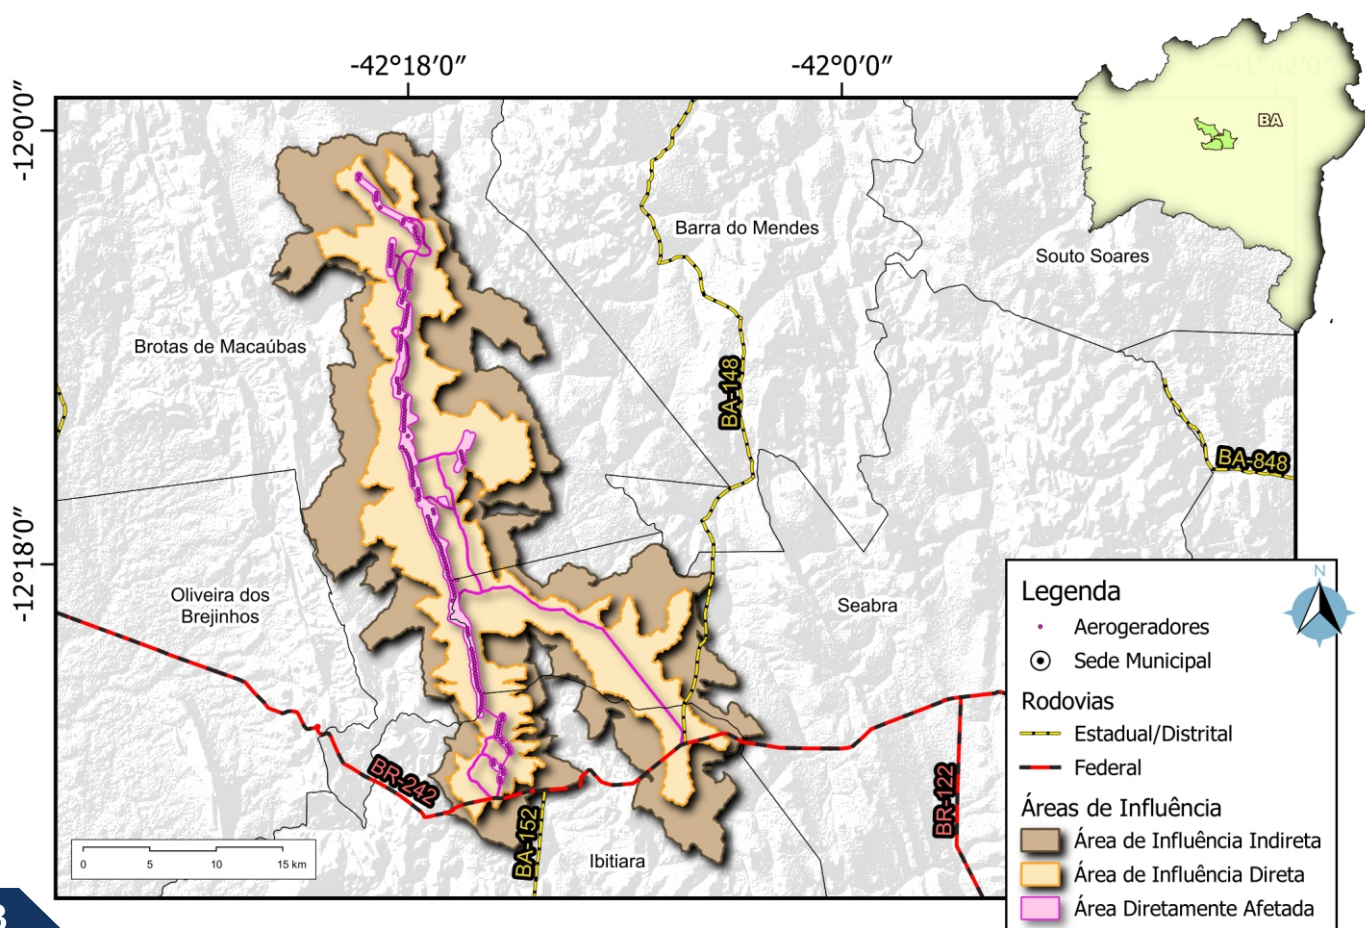 -42°18′0″
-42°0′0″
-41°42′0″
-12°0′0″
BA
Barra do Mendes
Souto Soares
Brotas de Macaúbas
BA-148
BA-848
-12°18′0″
Oliveira dos
Brejinhos
Seabra
BR-242
BA-152
Ibitiara
BR-122
0 5 10 15 km
N
Legenda
Aerogeradores
Sede Municipal
Rodovias
Estadual/Distrital
Federal
Áreas de Influência
Área de Influência Indireta
Área de Influência Direta
Área Diretamente Afetada